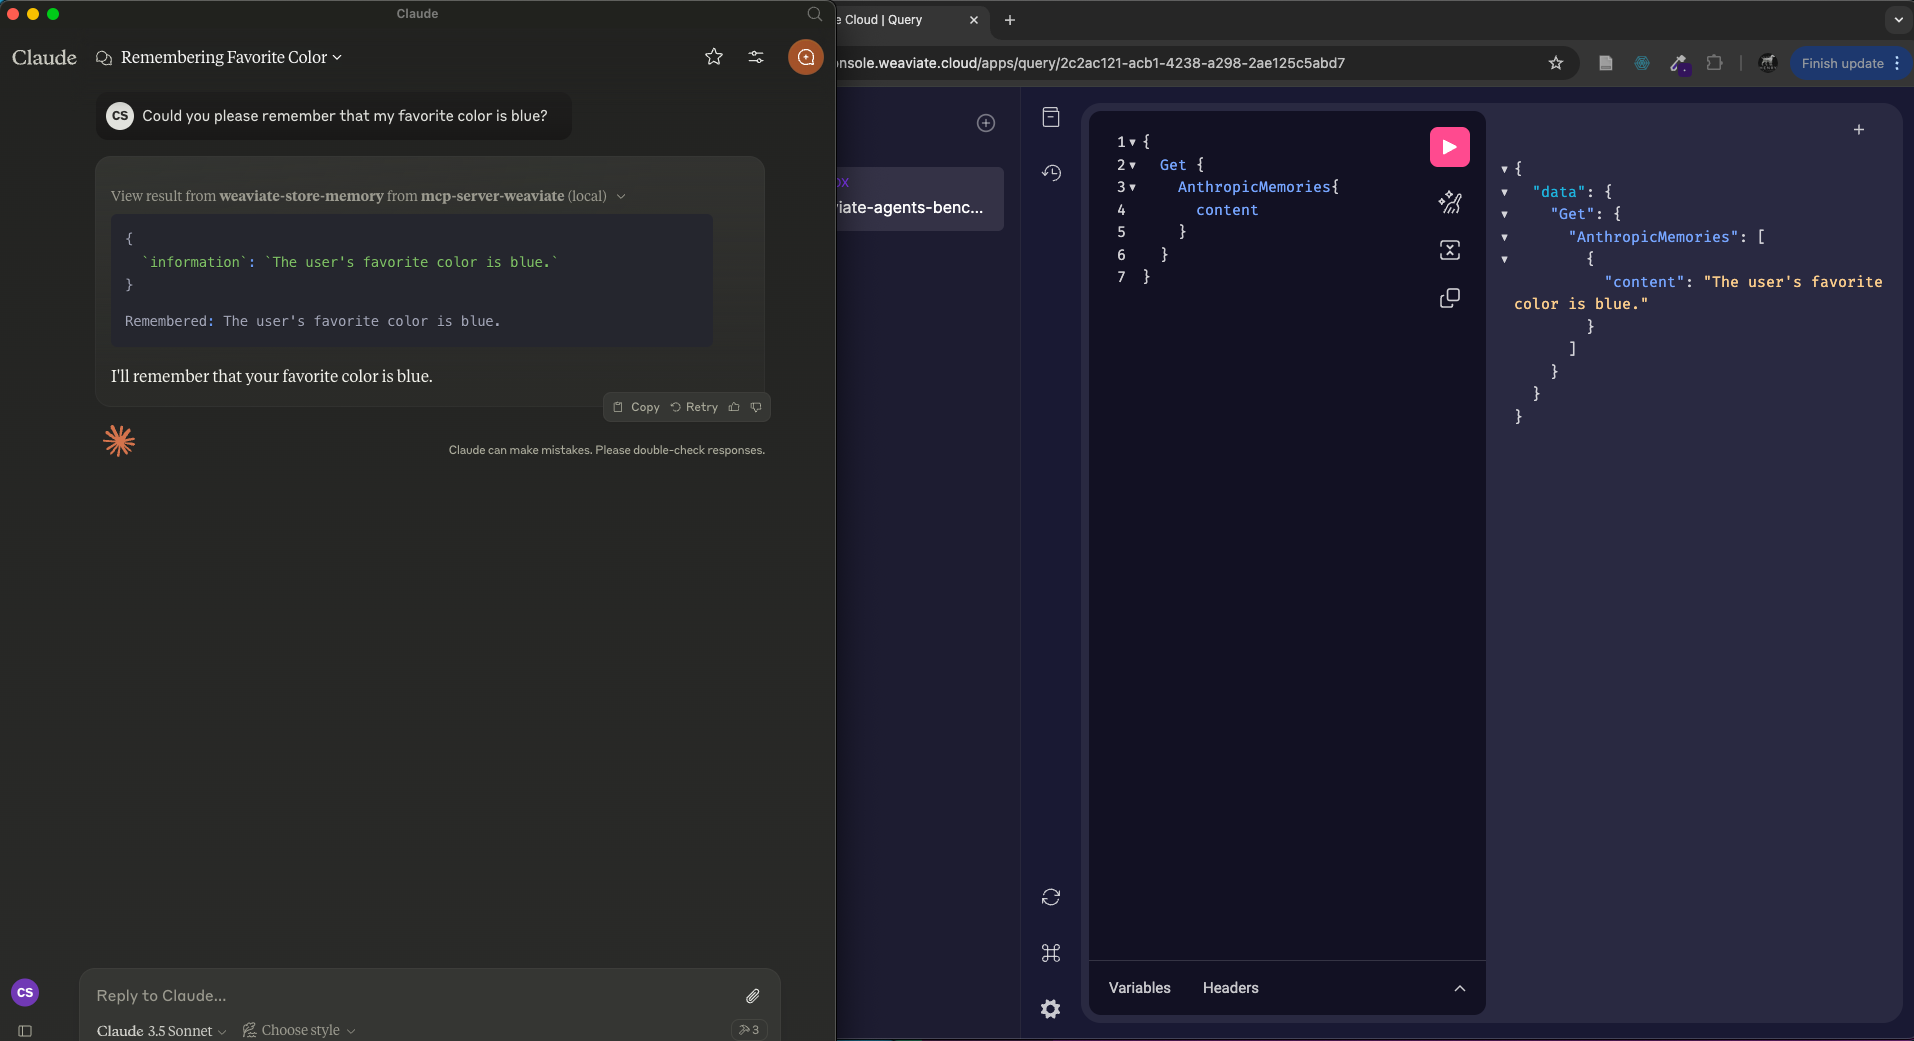 Claude
Claude
Remembering Favorite Color
CS
Could you please remember that my favorite color is blue?
View result from weaviate-store-memory from mcp-server-weaviate (local)
{
`information`: `The user's favorite color is blue.`
}
Remembered: The user's favorite color is blue.
I'll remember that your favorite color is blue.
Copy
Retry
Claude can make mistakes. Please double-check responses.
CS
Reply to Claude...
Claude 3.5 Sonnet
Choose style
3
e Cloud | Query
nsole.weaviate.cloud/apps/query/2c2ac121-acb1-4238-a298-2ae125c5abd7
Finish update
ox
iate-agents-benc...
1 {
2 Get {
3 AnthropicMemories{
4 content
5 }
6 }
7 }
Variables
Headers
{
"data": {
"Get": {
"AnthropicMemories": [
{
"content": "The user's favorite
color is blue."
}
]
}
}
}